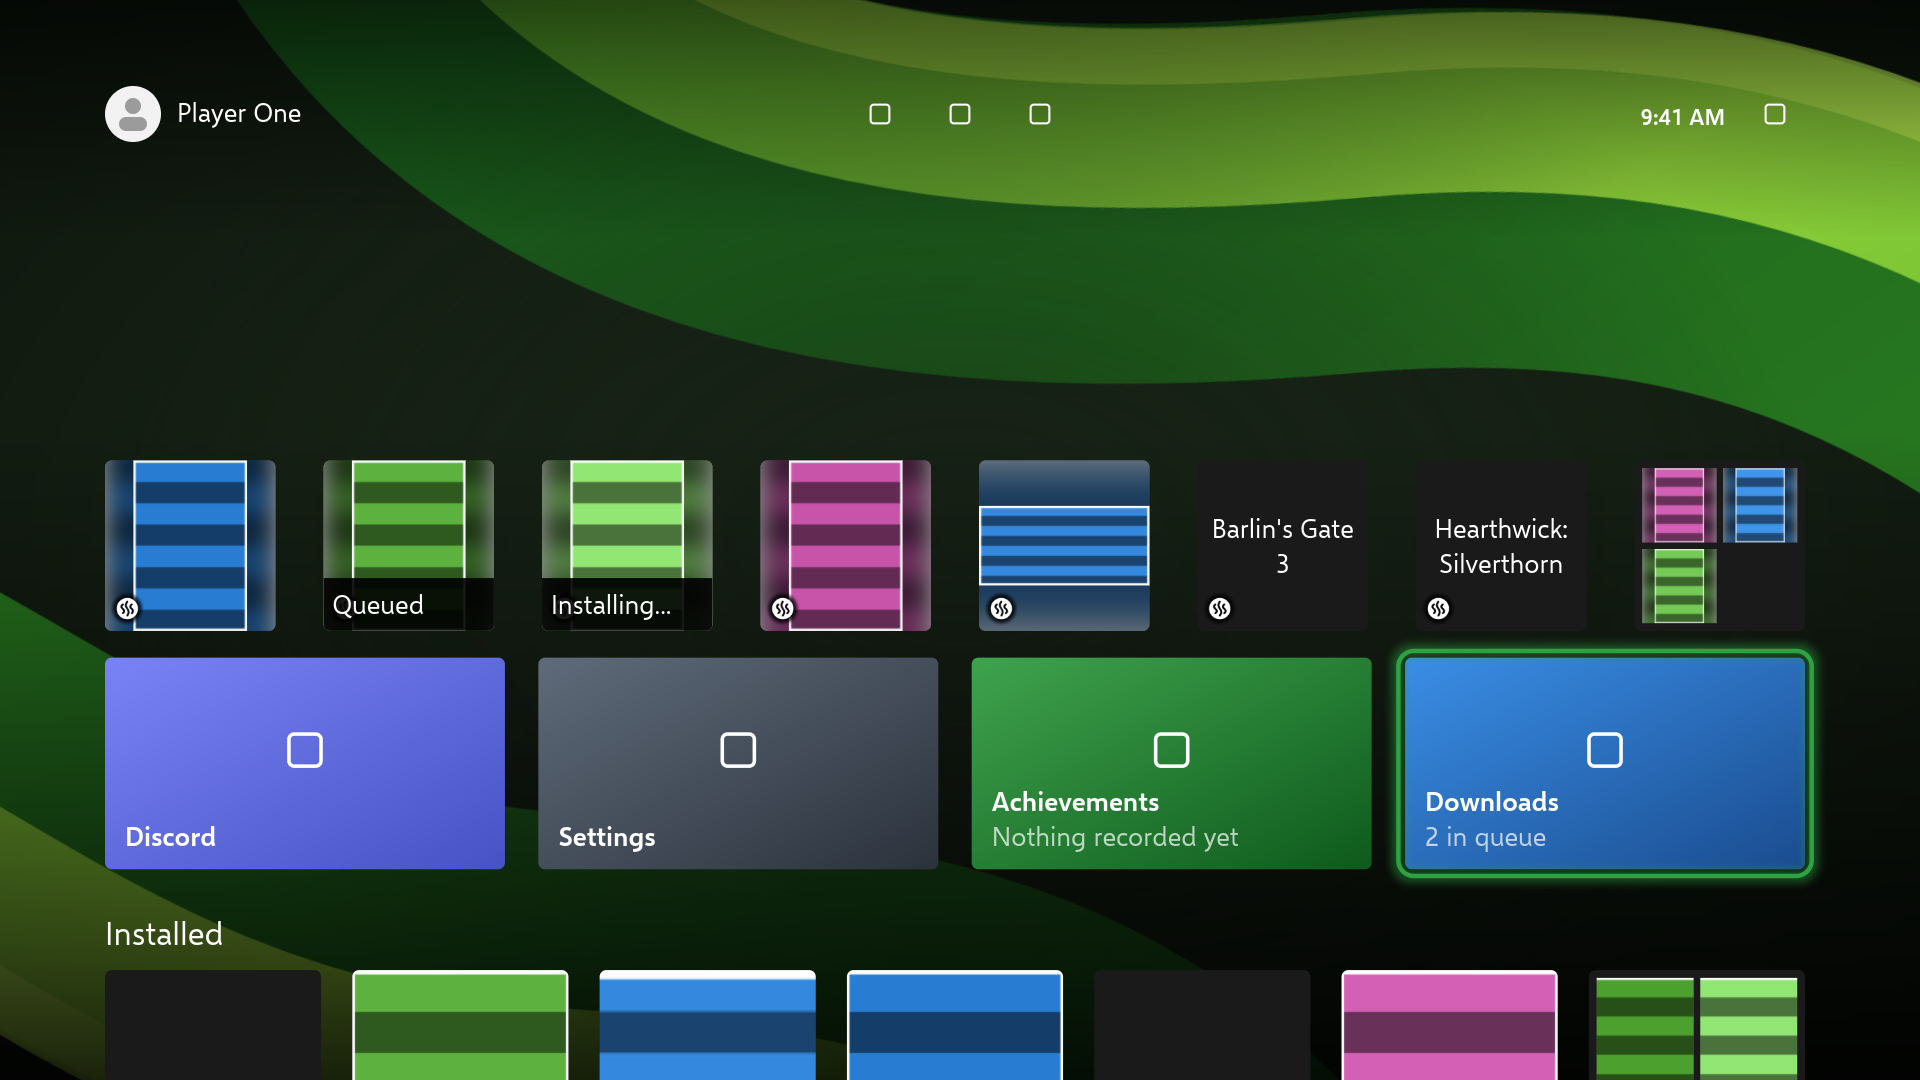 Player One
9:41 AM
Queued
Installing...
Barlin's Gate
3
Hearthwick:
Silverthorn
Discord
Settings
Achievements
Nothing recorded yet
Downloads
2 in queue
Installed